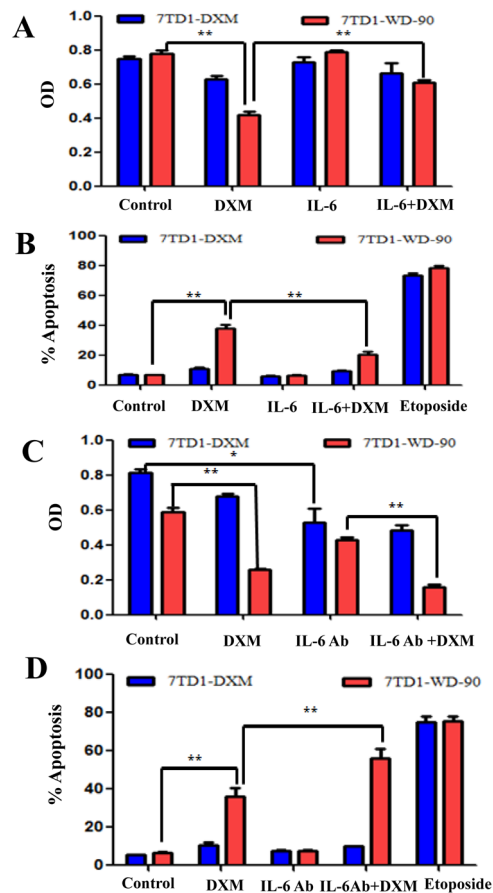 A
7TD1-DXM 7TD1-WD-90
1.0
** **
0.8
0.6
OD
0.4
0.2
0.0
Control DXM IL-6 IL-6+DXM
B
7TD1-DXM 7TD1-WD-90
100
80
60
** **
% Apoptosis
40
20
0
Control DXM IL-6 IL-6+DXM Etoposide
C
7TD1-DXM 7TD1-WD-90
1.0
*
0.8
** **
0.6
OD
0.4
0.2
0.0
Control DXM IL-6 Ab IL-6 Ab +DXM
D
7TD1-DXM 7TD1-WD-90
100
80
**
60
**
% Apoptosis
40
20
0
Control DXM IL-6 Ab IL-6Ab+DXM Etoposide